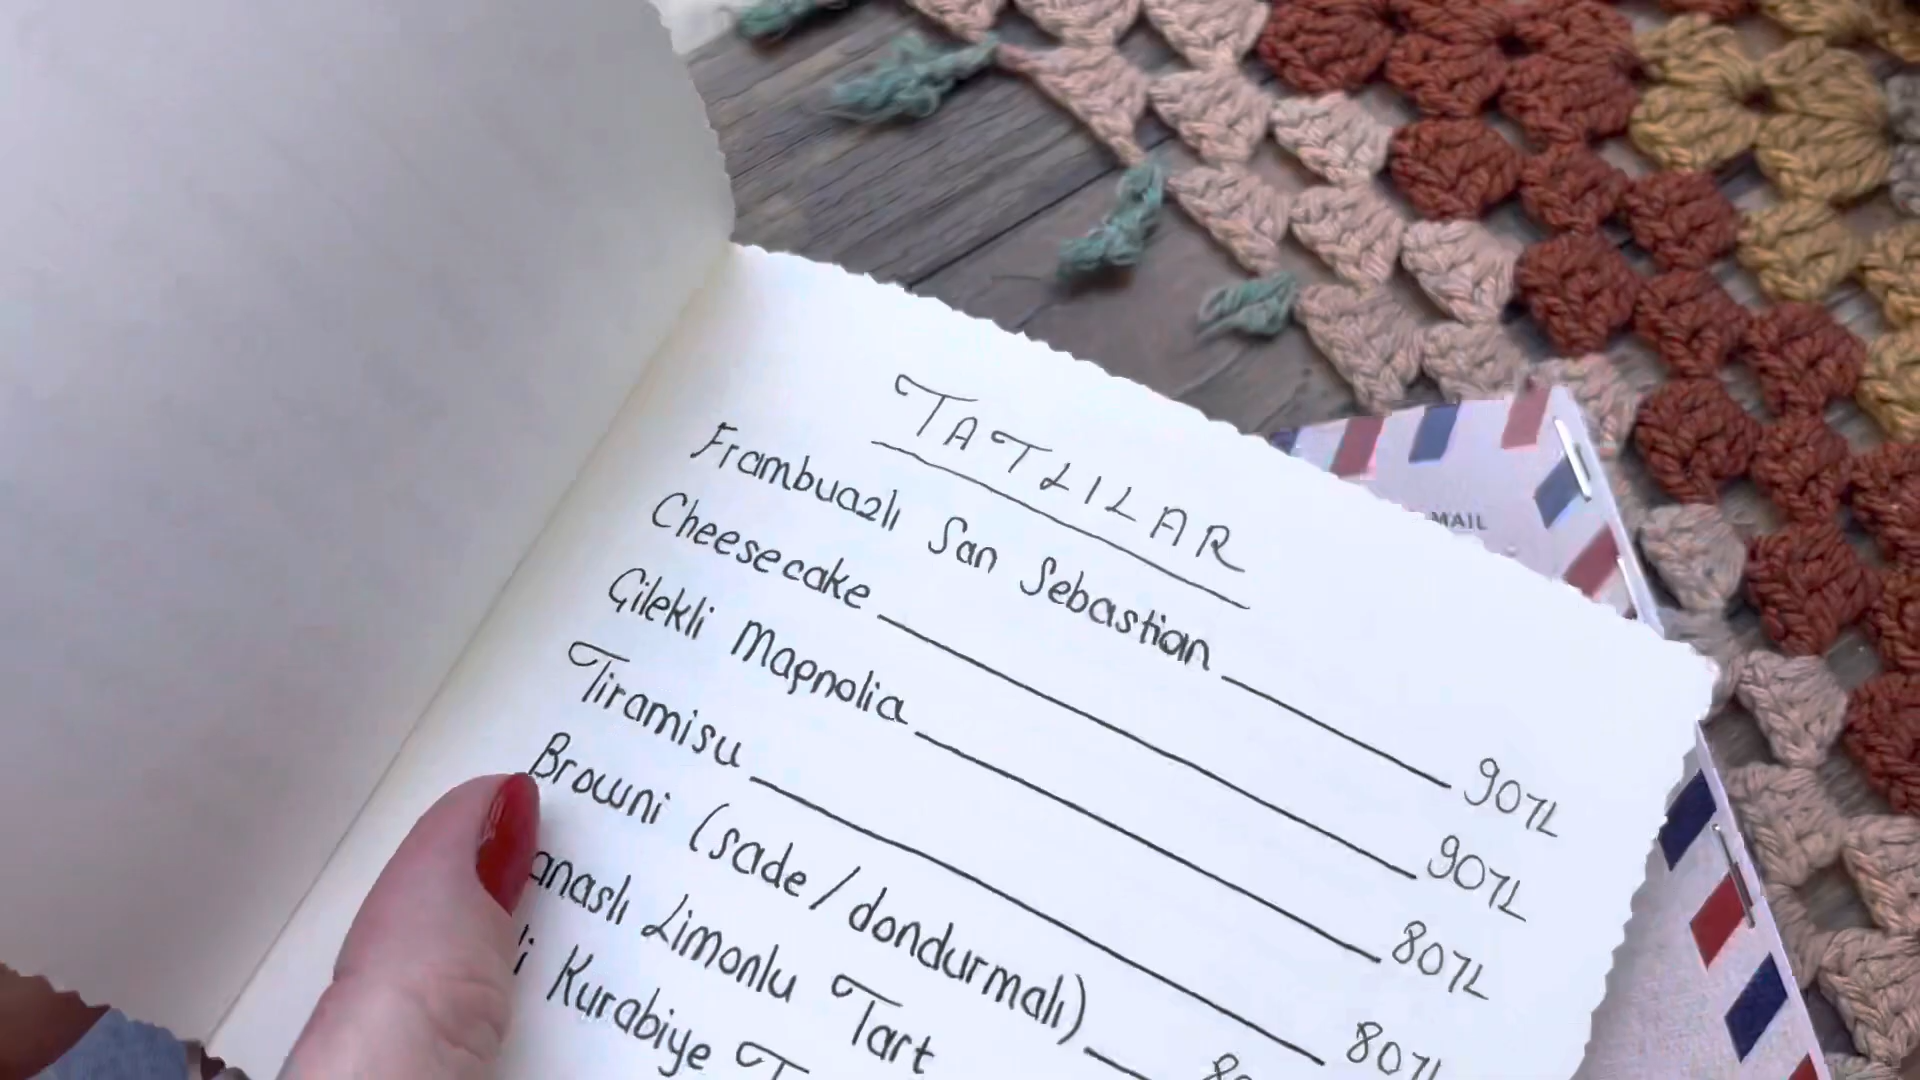 TATLILAR
Frambuazlı San Sebastian 90TL
Cheesecake 90TL
Çilekli Magnolia 80TL
Tiramisu 80TL
Browni (sade / dondurmalı)
Limonlu Tart
Kurabiye
MAIL